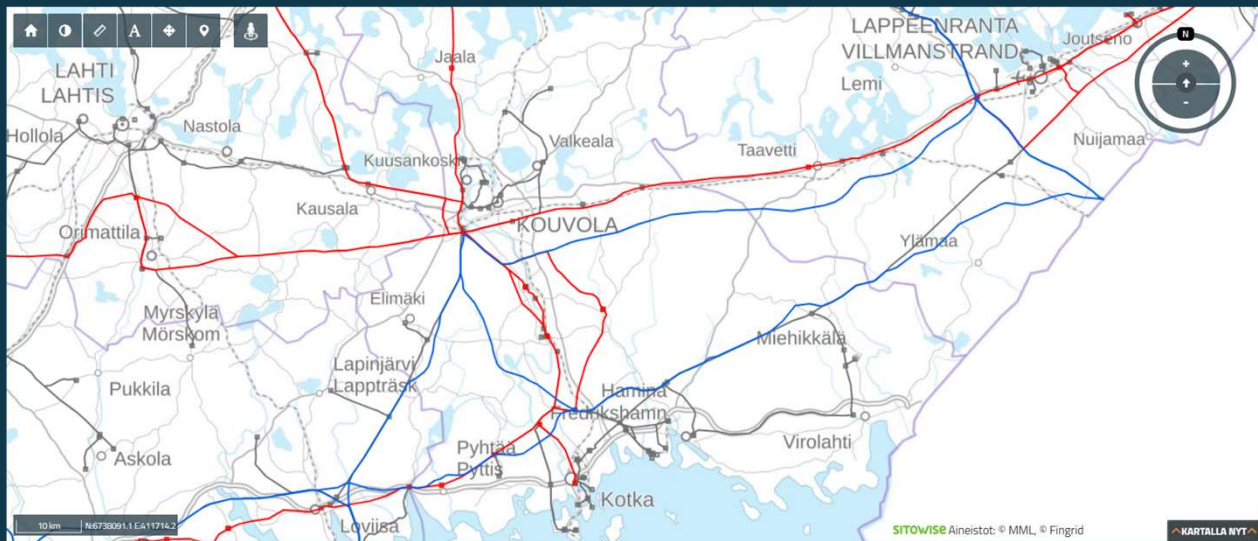 A
LAPPEENRANTA
VILLMANSTRAND
Joutseno
N
Jaala
LAHTI
LAHTIS
Lemi
+
-
Hollola
Nastola
Valkeala
Nuijamaa
Kuusankoski
Taavetti
Kausala
KOUVOLA
Orimattila
Ylämaa
Elimäki
Myrskylä
Mörskom
Miehikkälä
Lapinjärvi
Lappträsk
Pukkila
Hamina
Fredrikshamn
Virolahti
Pyhtää
Pyttis
Askola
Kotka
Loviisa
10 km N:6738091.1 E:411714.2
SITOWISE Aineistot: © MML, © Fingrid
KARTALLA NYT